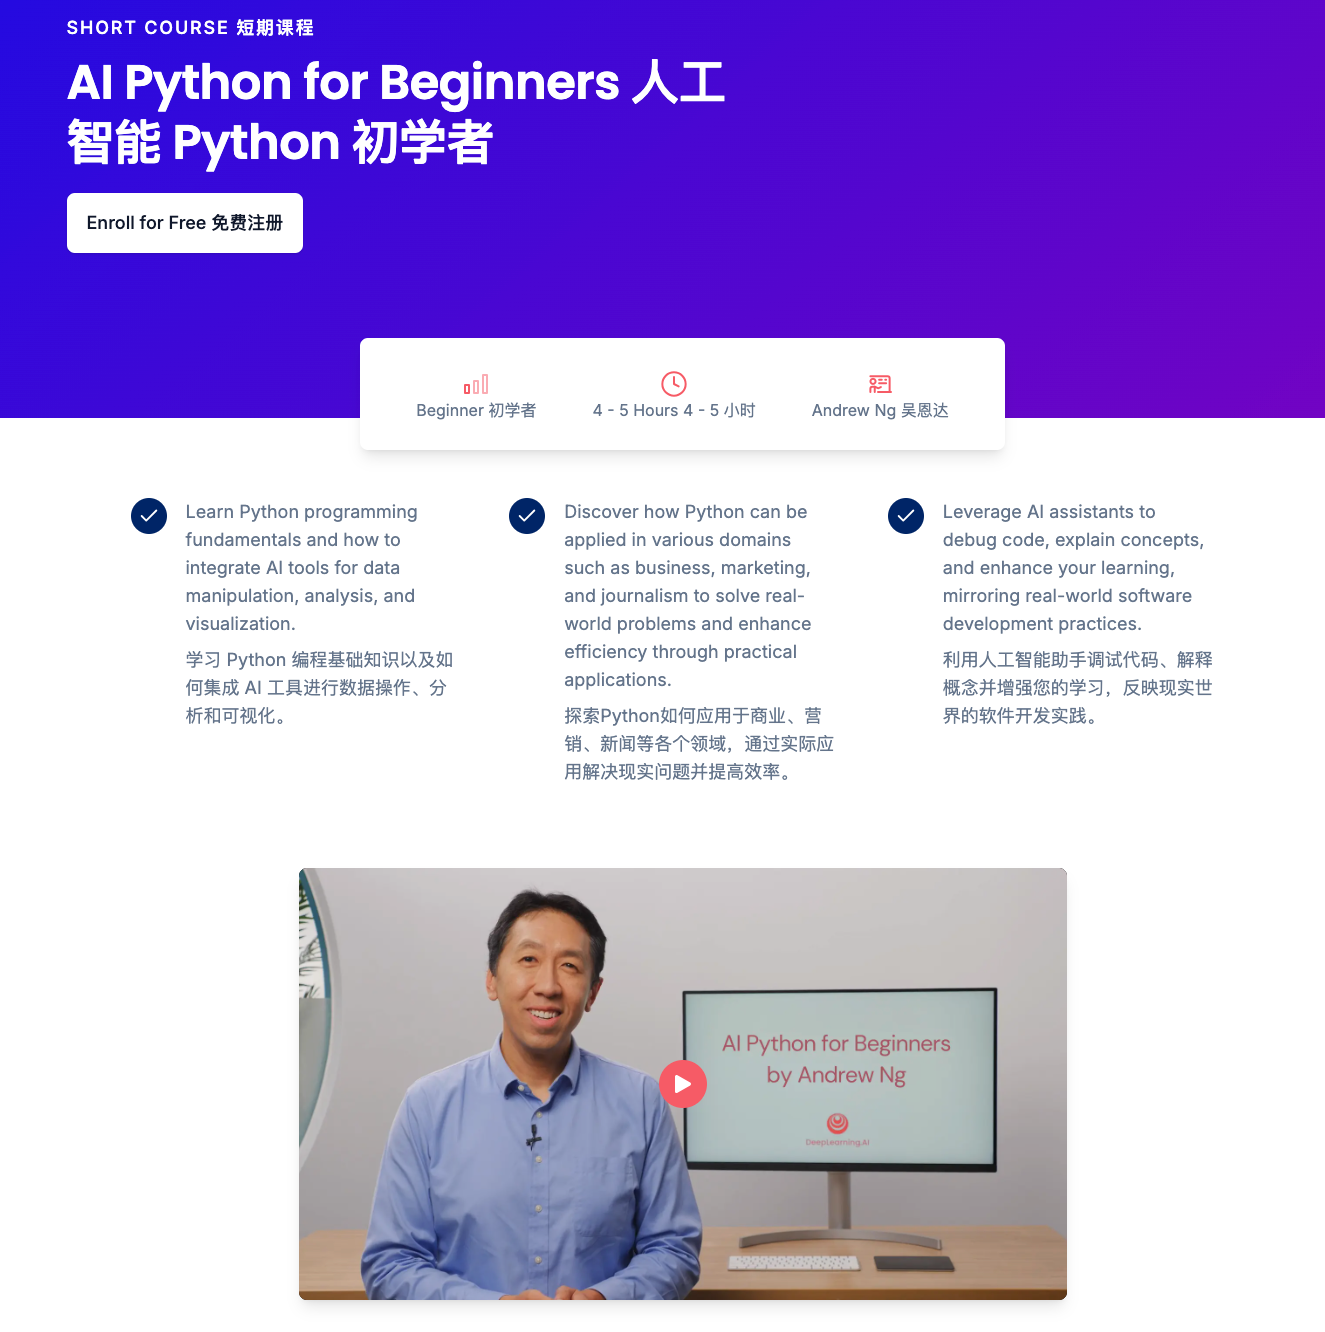 SHORT COURSE 短期课程
AI Python for Beginners 人工
智能 Python 初学者
Enroll for Free 免费注册
Beginner 初学者
4 - 5 Hours 4 - 5 小时
Andrew Ng 吴恩达
Learn Python programming
fundamentals and how to
integrate AI tools for data
manipulation, analysis, and
visualization.
学习 Python 编程基础知识以及如
何集成 AI 工具进行数据操作、分
析和可视化。
Discover how Python can be
applied in various domains
such as business, marketing,
and journalism to solve real-
world problems and enhance
efficiency through practical
applications.
探索Python如何应用于商业、营
销、新闻等各个领域，通过实际应
用解决现实问题并提高效率。
Leverage AI assistants to
debug code, explain concepts,
and enhance your learning,
mirroring real-world software
development practices.
利用人工智能助手调试代码、解释
概念并增强您的学习，反映现实世
界的软件开发实践。
AI Python for Beginners
by Andrew Ng
DeepLearning.AI